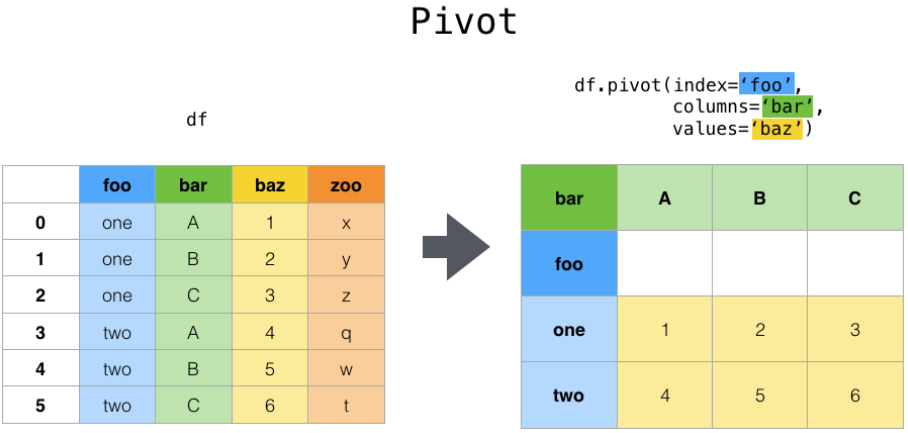 Pivot
df
df.pivot(index=‘foo’,
columns=‘bar’,
values=‘baz’)
foo bar baz zoo
0 one A 1 x
1 one B 2 y
2 one C 3 z
3 two A 4 q
4 two B 5 w
5 two C 6 t
bar A B C
foo
one 1 2 3
two 4 5 6